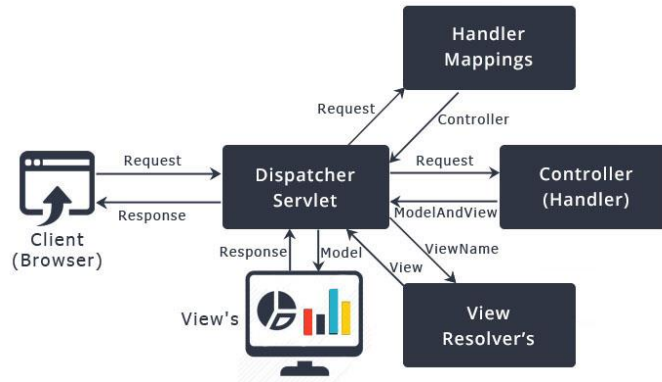 Handler
Mappings
Request
Controller
Request
Request
Dispatcher
Servlet
Controller
(Handler)
Response
ModelAndView
Client
(Browser)
Response
Model
View
ViewName
View's
View
Resolver’s